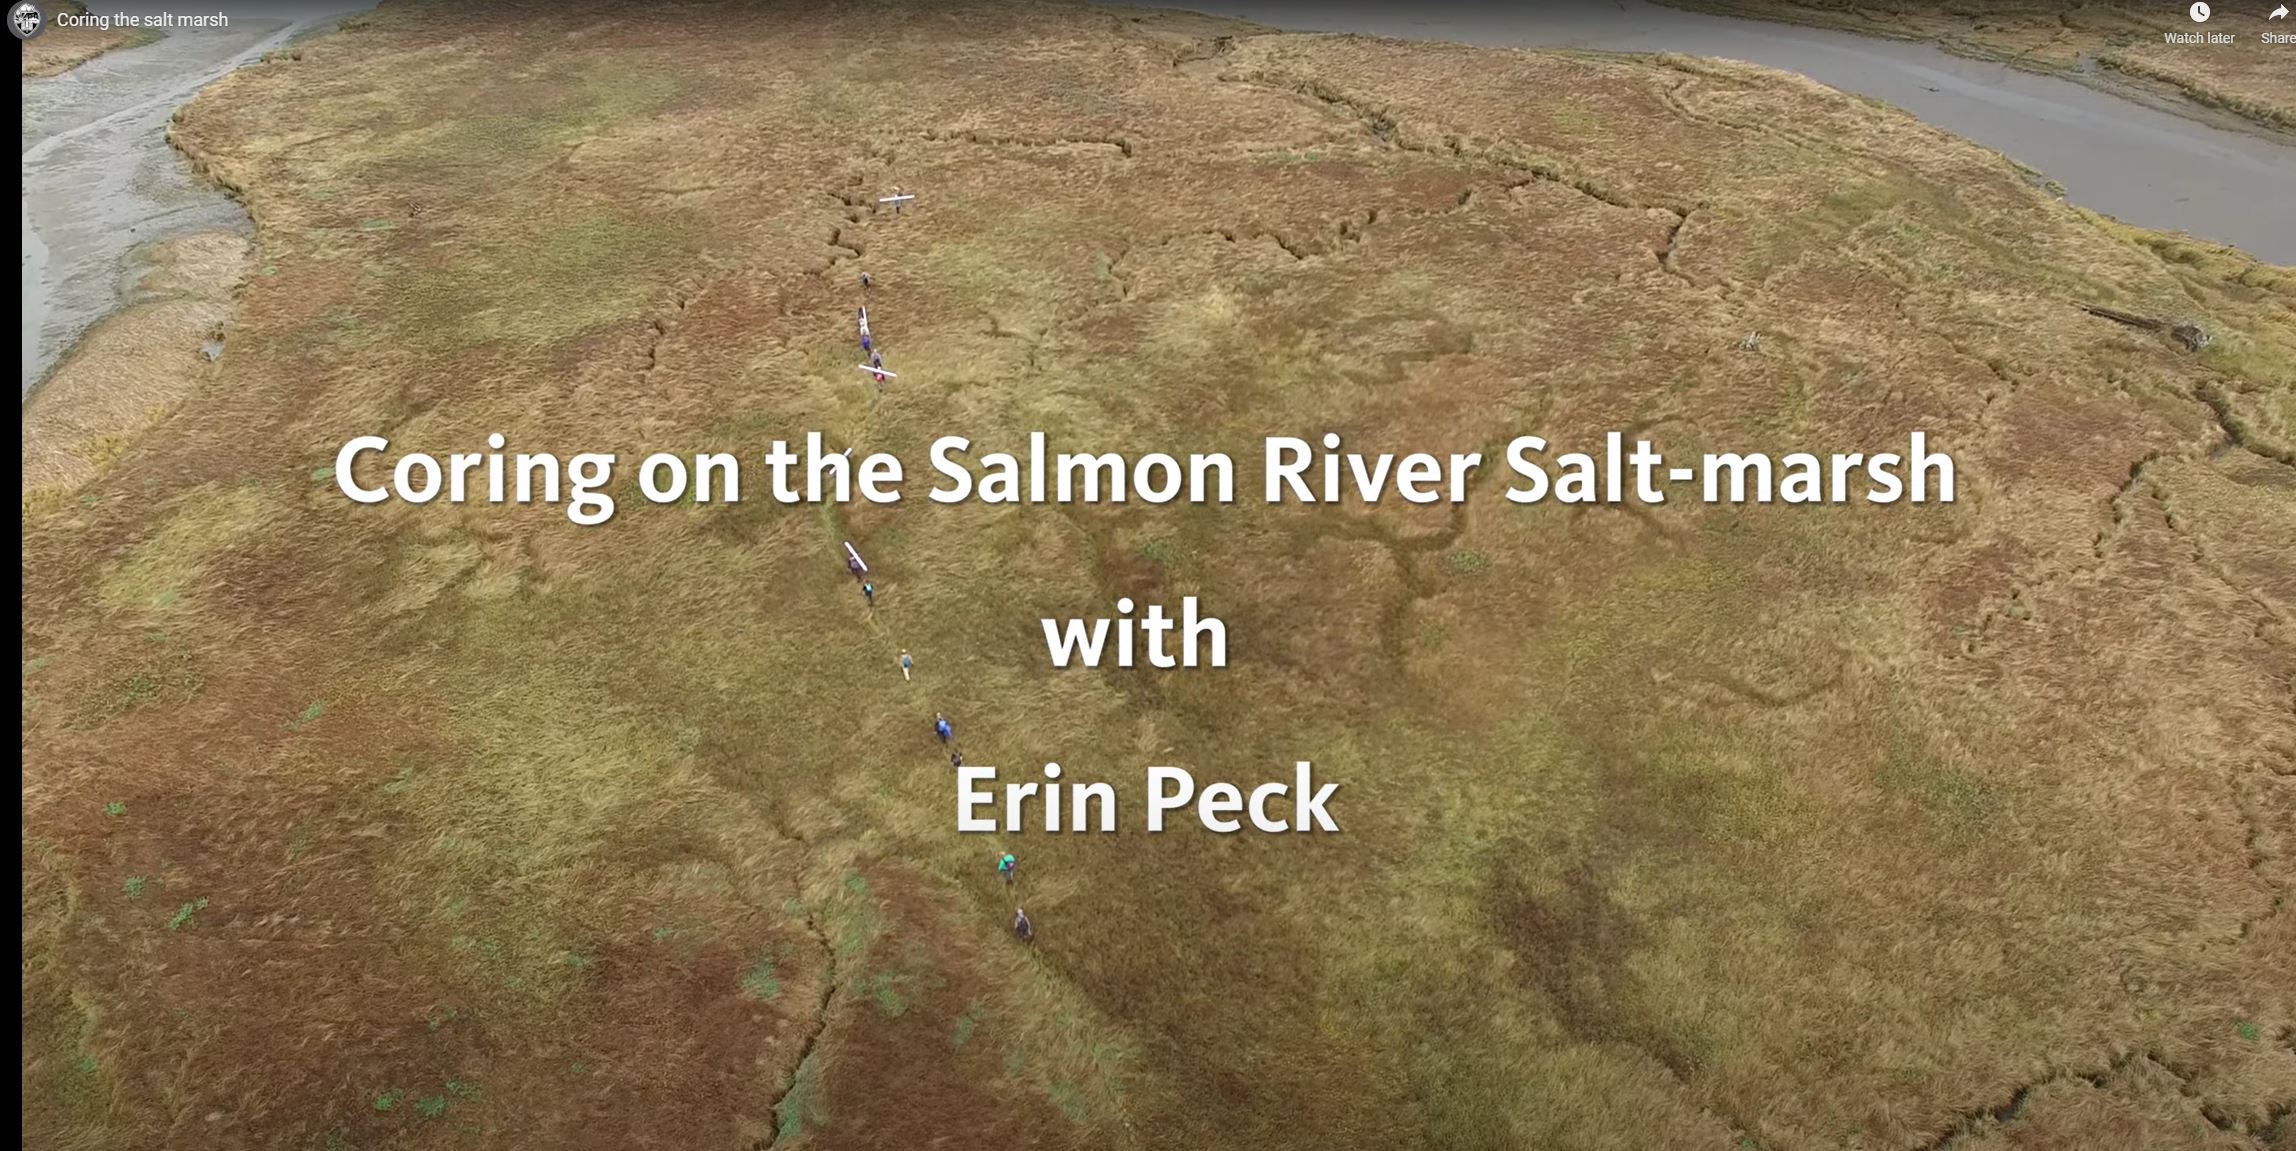 Coring the salt marsh
Watch later
Share
Coring on the Salmon River Salt-marsh
with
Erin Peck